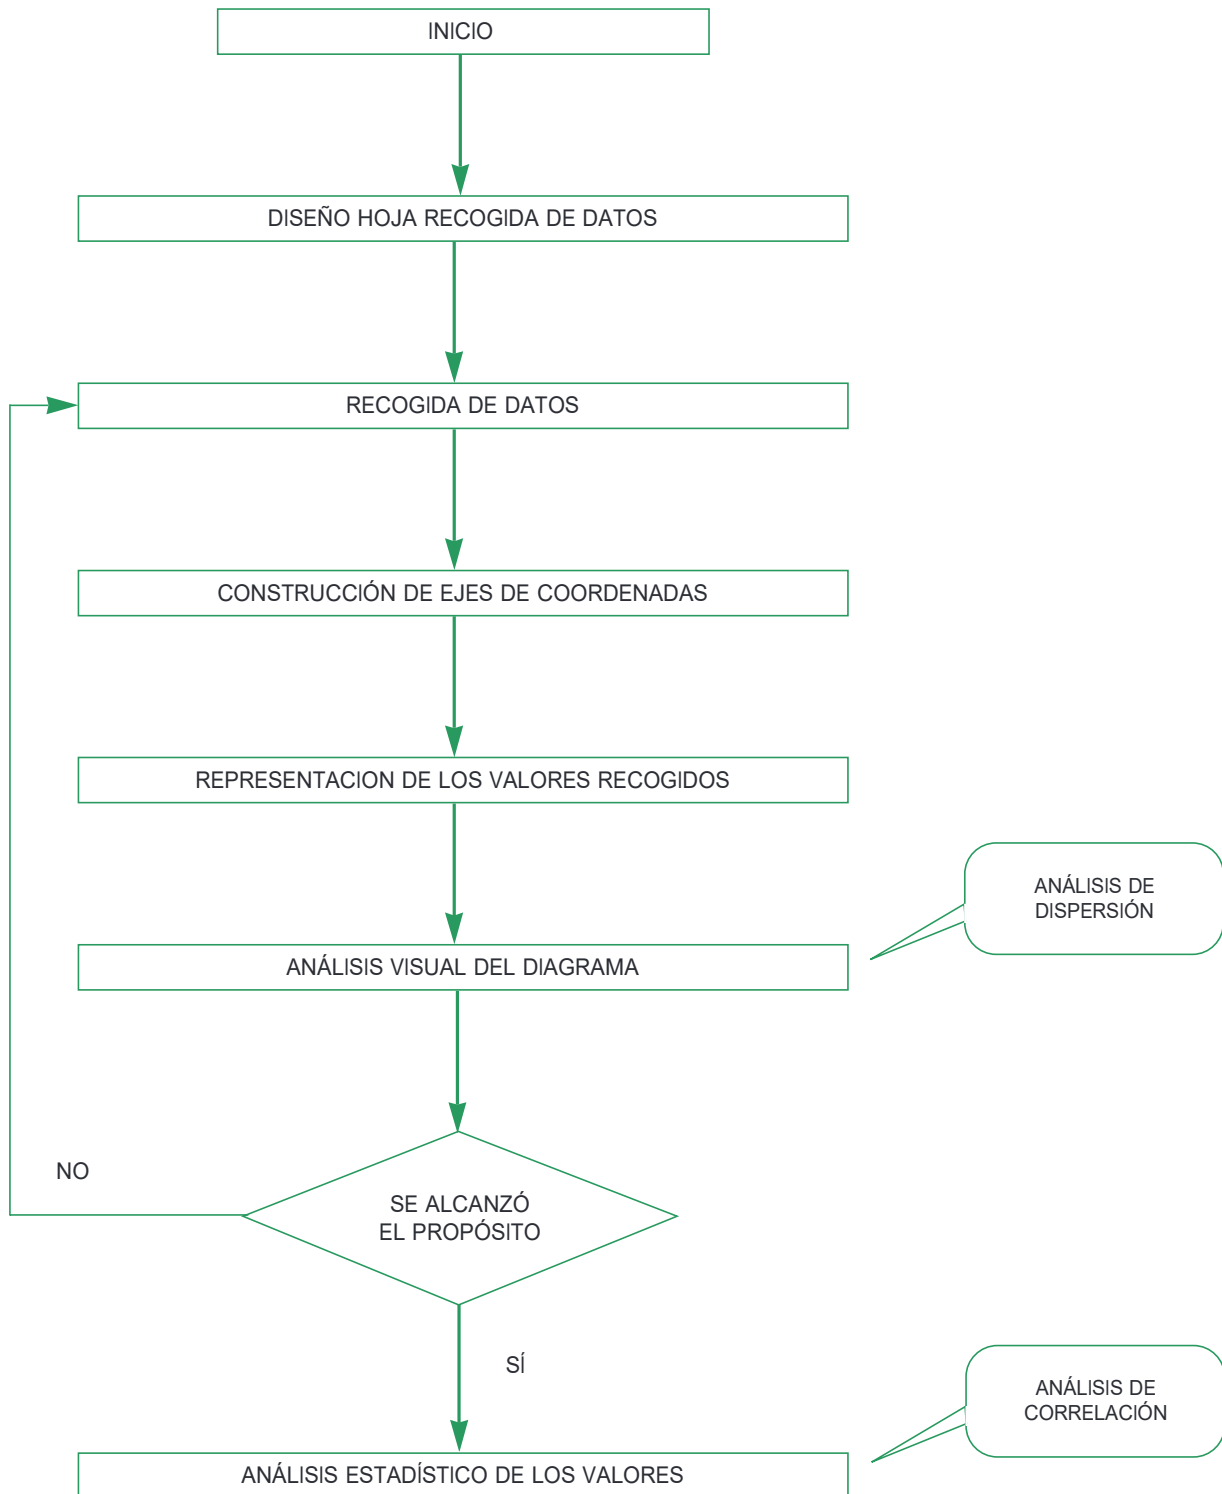 INICIO
DISEÑO HOJA RECOGIDA DE DATOS
RECOGIDA DE DATOS
CONSTRUCCIÓN DE EJES DE COORDENADAS
REPRESENTACION DE LOS VALORES RECOGIDOS
ANÁLISIS DE
DISPERSIÓN
ANÁLISIS VISUAL DEL DIAGRAMA
NO
SE ALCANZÓ
EL PROPÓSITO
SÍ
ANÁLISIS DE
CORRELACIÓN
ANÁLISIS ESTADÍSTICO DE LOS VALORES